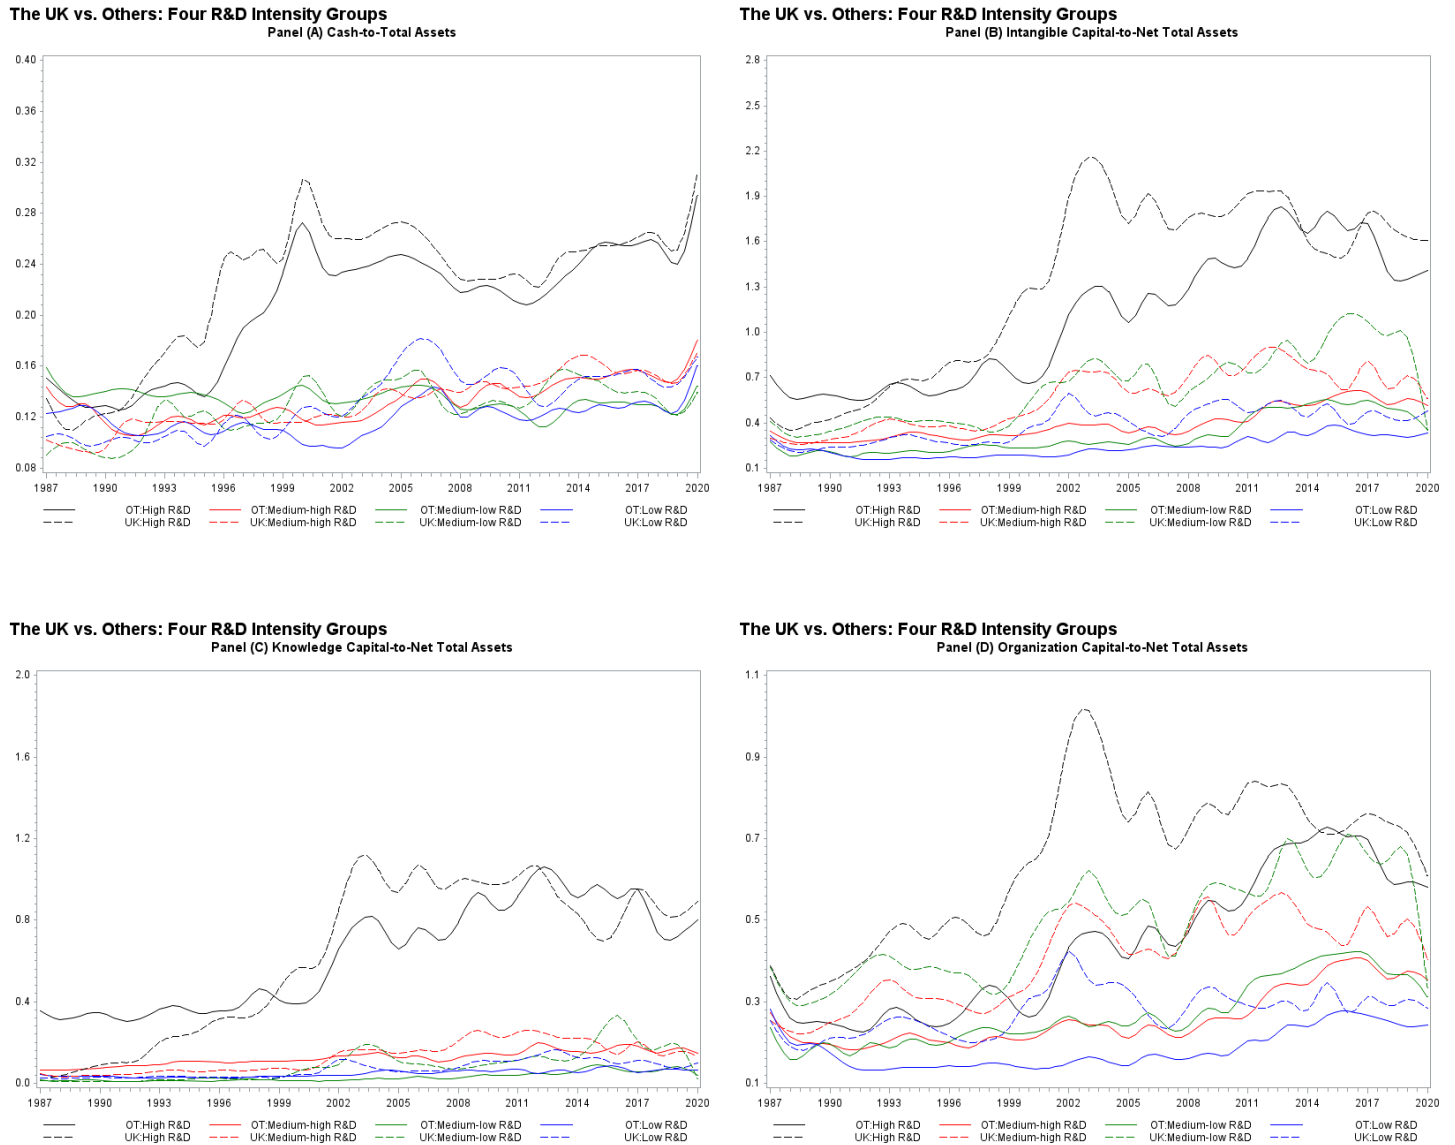 The UK vs. Others: Four R&D Intensity Groups
Panel (A) Cash-to-Total Assets
0.40
0.36
0.32
0.28
0.24
0.20
0.16
0.12
0.08
1987 1990 1993 1996 1999 2002 2005 2008 2011 2014 2017 2020
OT:High R&D OT:Medium-high R&D OT:Medium-low R&D OT:Low R&D
UK:High R&D UK:Medium-high R&D UK:Medium-low R&D UK:Low R&D
The UK vs. Others: Four R&D Intensity Groups
Panel (B) Intangible Capital-to-Net Total Assets
2.8
2.5
2.2
1.9
1.6
1.3
1.0
0.7
0.4
0.1
1987 1990 1993 1996 1999 2002 2005 2008 2011 2014 2017 2020
OT:High R&D OT:Medium-high R&D OT:Medium-low R&D OT:Low R&D
UK:High R&D UK:Medium-high R&D UK:Medium-low R&D UK:Low R&D
The UK vs. Others: Four R&D Intensity Groups
Panel (C) Knowledge Capital-to-Net Total Assets
2.0
1.6
1.2
0.8
0.4
0.0
1987 1990 1993 1996 1999 2002 2005 2008 2011 2014 2017 2020
OT:High R&D OT:Medium-high R&D OT:Medium-low R&D OT:Low R&D
UK:High R&D UK:Medium-high R&D UK:Medium-low R&D UK:Low R&D
The UK vs. Others: Four R&D Intensity Groups
Panel (D) Organization Capital-to-Net Total Assets
1.1
0.9
0.7
0.5
0.3
0.1
1987 1990 1993 1996 1999 2002 2005 2008 2011 2014 2017 2020
OT:High R&D OT:Medium-high R&D OT:Medium-low R&D OT:Low R&D
UK:High R&D UK:Medium-high R&D UK:Medium-low R&D UK:Low R&D